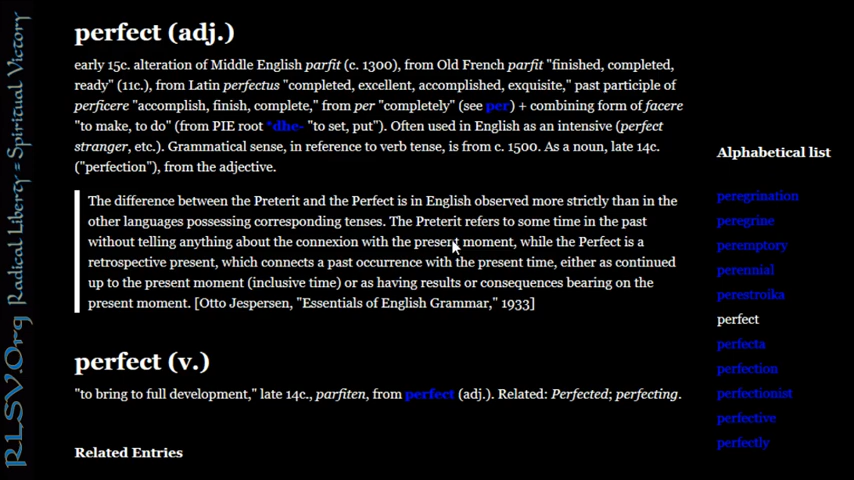 RLSV.Org Radical Liberty = Spiritual Victory
perfect (adj.)
early 15c. alteration of Middle English parfit (c. 1300), from Old French parfit "finished, completed,
ready" (11c.), from Latin perfectus "completed, excellent, accomplished, exquisite," past participle of
perficere "accomplish, finish, complete," from per "completely" (see per) + combining form of facere
"to make, to do" (from PIE root *dhe- "to set, put"). Often used in English as an intensive (perfect
stranger, etc.). Grammatical sense, in reference to verb tense, is from c. 1500. As a noun, late 14c.
("perfection"), from the adjective.
The difference between the Preterit and the Perfect is in English observed more strictly than in the
other languages possessing corresponding tenses. The Preterit refers to some time in the past
without telling anything about the connexion with the present moment, while the Perfect is a
retrospective present, which connects a past occurrence with the present time, either as continued
up to the present moment (inclusive time) or as having results or consequences bearing on the
present moment. [Otto Jespersen, "Essentials of English Grammar," 1933]
perfect (v.)
"to bring to full development," late 14c., parfiten, from perfect (adj.). Related: Perfected; perfecting.
Related Entries
Alphabetical list
peregrination
peregrine
peremptory
perennial
perestroika
perfect
perfecta
perfection
perfectionist
perfective
perfectly